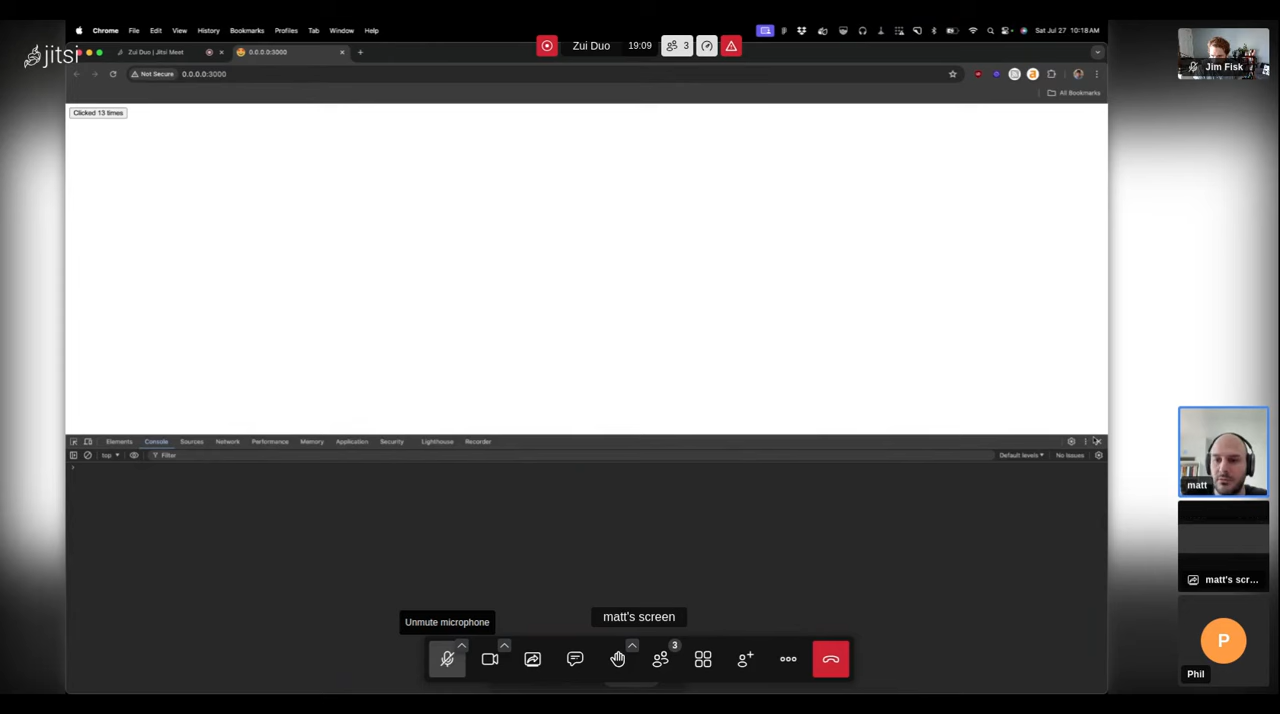 Chrome File Edit View History Bookmarks Profiles Tab Window Help
Sat Jul 27 10:18 AM
jitsi
Zui Duo | Jitsi Meet
0.0.0.0:3000
Zui Duo
19:09
3
Not Secure
0.0.0.0:3000
All Bookmarks
Clicked 13 times
Jim Fisk
Elements Console Sources Network Performance Memory Application Security Lighthouse Recorder
top
Filter
Default levels
No Issues
matt
matt's scr...
P
Phil
Unmute microphone
matt's screen
3